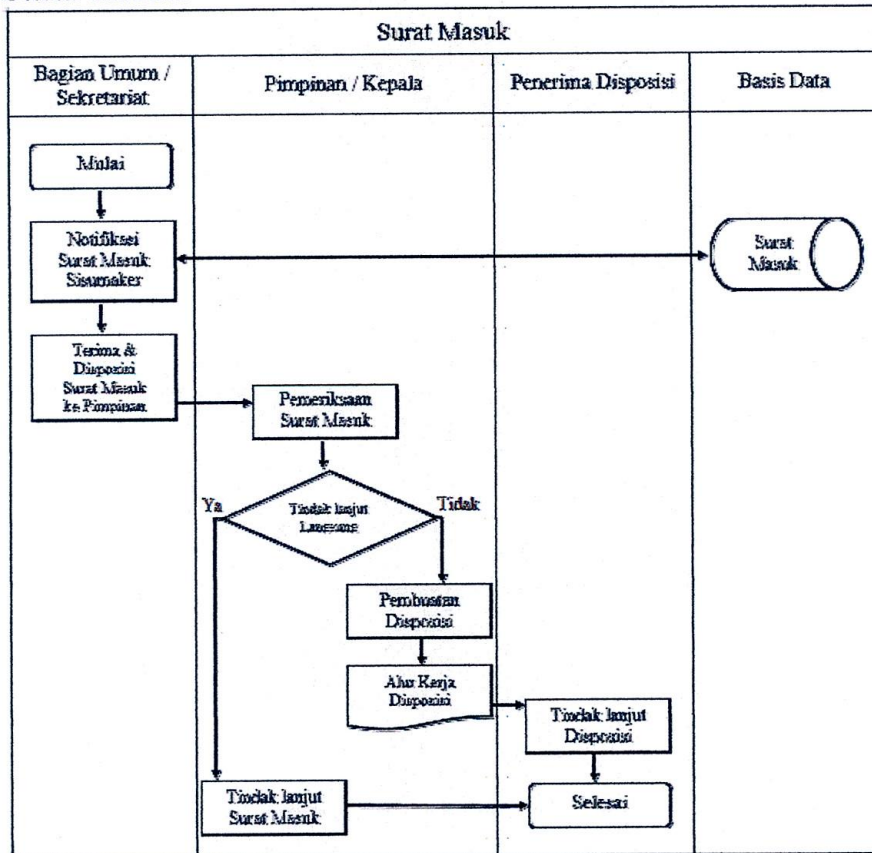 Surat Masuk
Bagian Umum /
Sekretariat
Pimpinan / Kepala
Penerima Disposisi
Basis Data
Mulai
Notifikasi
Surat Masuk
Sisumaker
Surat
Masuk
Terima &
Disposisi
Surat Masuk
ke Pimpinan
Pemeriksaan
Surat Masuk
Ya
Tindak lanjut
Langsung
Tidak
Pembuatan
Disposisi
Alur Kerja
Disposisi
Tindak lanjut
Disposisi
Tindak lanjut
Surat Masuk
Selesai